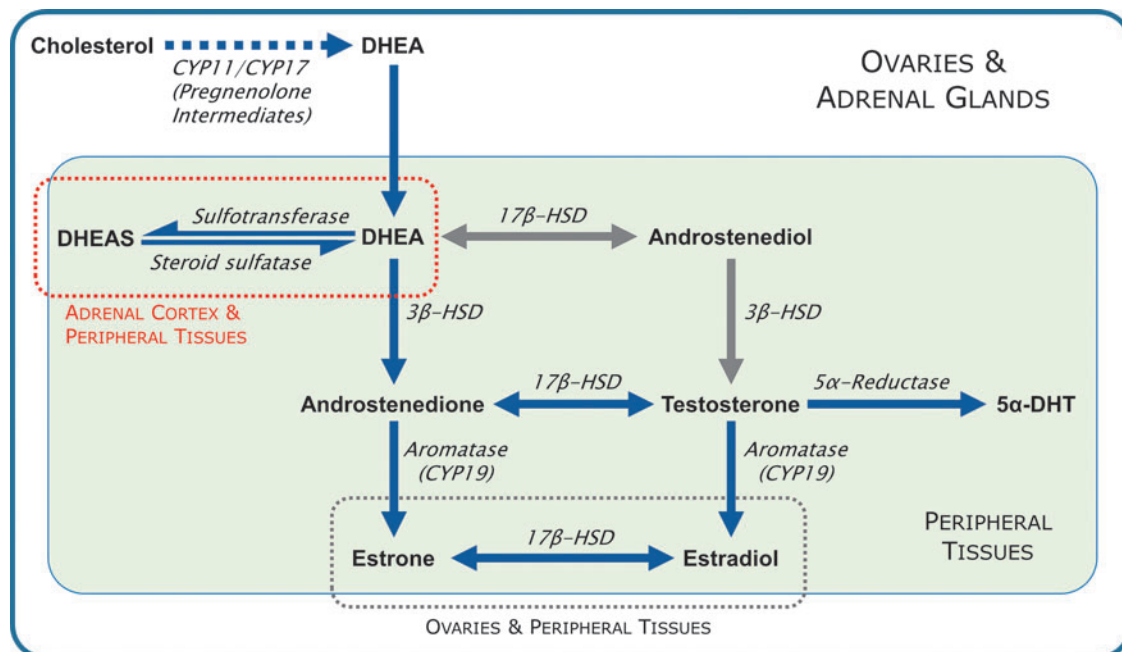 Cholesterol
DHEA
CYP11/CYP17
(Pregnenolone
Intermediates)
OVARIES &
ADRENAL GLANDS
DHEAS
Sulfotransferase
Steroid sulfatase
DHEA
17β–HSD
Androstenediol
ADRENAL CORTEX &
PERIPHERAL TISSUES
3β–HSD
3β–HSD
Androstenedione
17β–HSD
Testosterone
5α–Reductase
5α-DHT
Aromatase
(CYP19)
Aromatase
(CYP19)
Estrone
17β–HSD
Estradiol
PERIPHERAL
TISSUES
OVARIES & PERIPHERAL TISSUES